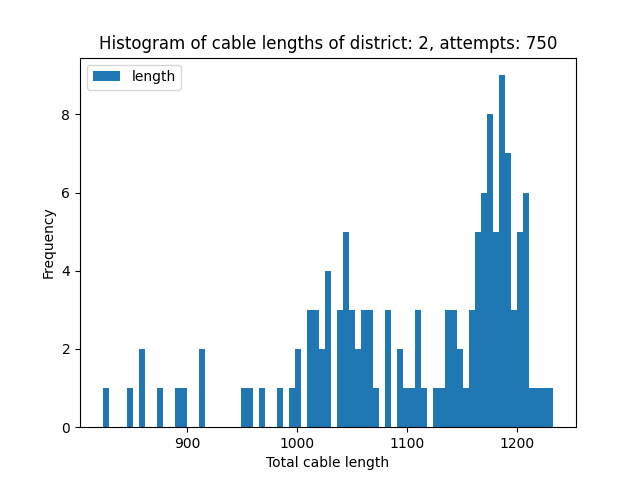 Histogram of cable lengths of district: 2, attempts: 750
length
8
6
4
2
0
Frequency
900 1000 1100 1200
Total cable length